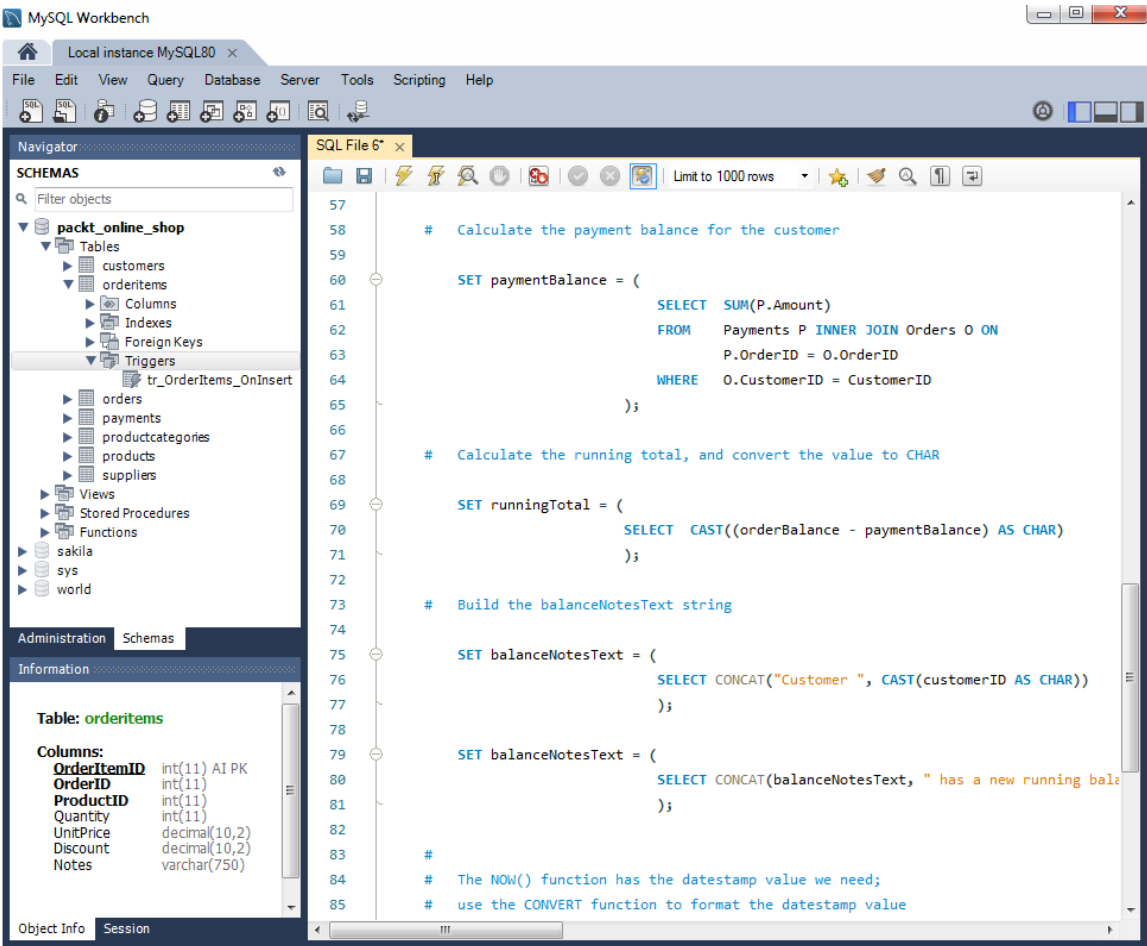 MySQL Workbench
Local instance MySQL80 ×
File Edit View Query Database Server Tools Scripting Help
SQL SQL
Navigator
SCHEMAS
Filter objects
packt_online_shop
Tables
customers
orderitems
Columns
Indexes
Foreign Keys
Triggers
tr_OrderItems_OnInsert
orders
payments
productcategories
products
suppliers
Views
Stored Procedures
Functions
sakila
sys
world
Administration Schemas
Information
Table: orderitems
Columns:
OrderItemID int(11) AI PK
OrderID int(11)
ProductID int(11)
Quantity int(11)
UnitPrice decimal(10,2)
Discount decimal(10,2)
Notes varchar(750)
Object Info Session
SQL File 6* ×
Limit to 1000 rows
57
58 # Calculate the payment balance for the customer
59
60 SET paymentBalance = (
61 SELECT SUM(P.Amount)
62 FROM Payments P INNER JOIN Orders O ON
63 P.OrderID = O.OrderID
64 WHERE O.CustomerID = CustomerID
65 );
66
67 # Calculate the running total, and convert the value to CHAR
68
69 SET runningTotal = (
70 SELECT CAST((orderBalance - paymentBalance) AS CHAR)
71 );
72
73 # Build the balanceNotesText string
74
75 SET balanceNotesText = (
76 SELECT CONCAT("Customer ", CAST(customerID AS CHAR))
77 );
78
79 SET balanceNotesText = (
80 SELECT CONCAT(balanceNotesText, " has a new running bala
81 );
82
83 #
84 # The NOW() function has the datestamp value we need;
85 # use the CONVERT function to format the datestamp value